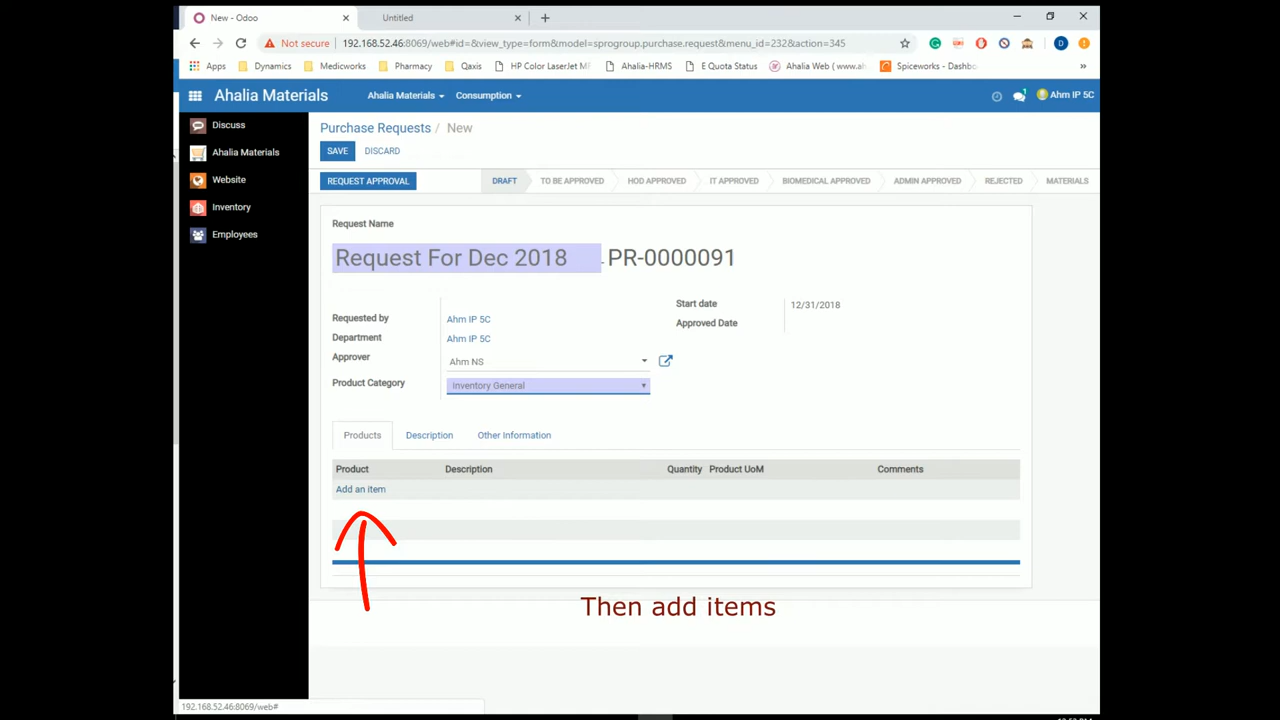 New - Odoo
Untitled
Not secure 192.168.52.46:8069/web#id=&view_type=form&model=sprogroup.purchase.request&menu_id=232&action=345
Apps Dynamics Medicworks Pharmacy Qaxis HP Color LaserJet MF Ahalia-HRMS E Quota Status Ahalia Web ( www.ah Spiceworks - Dashbo »
Ahalia Materials Ahalia Materials Consumption Ahm IP 5C
Discuss
Ahalia Materials
Website
Inventory
Employees
Purchase Requests / New
SAVE DISCARD
REQUEST APPROVAL DRAFT TO BE APPROVED HOD APPROVED IT APPROVED BIOMEDICAL APPROVED ADMIN APPROVED REJECTED MATERIALS
Request Name
Request For Dec 2018 PR-0000091
Requested by Ahm IP 5C
Department Ahm IP 5C
Approver Ahm NS
Product Category Inventory General
Start date 12/31/2018
Approved Date
Products Description Other Information
Product Description Quantity Product UoM Comments
Add an item
Then add items
192.168.52.46:8069/web#